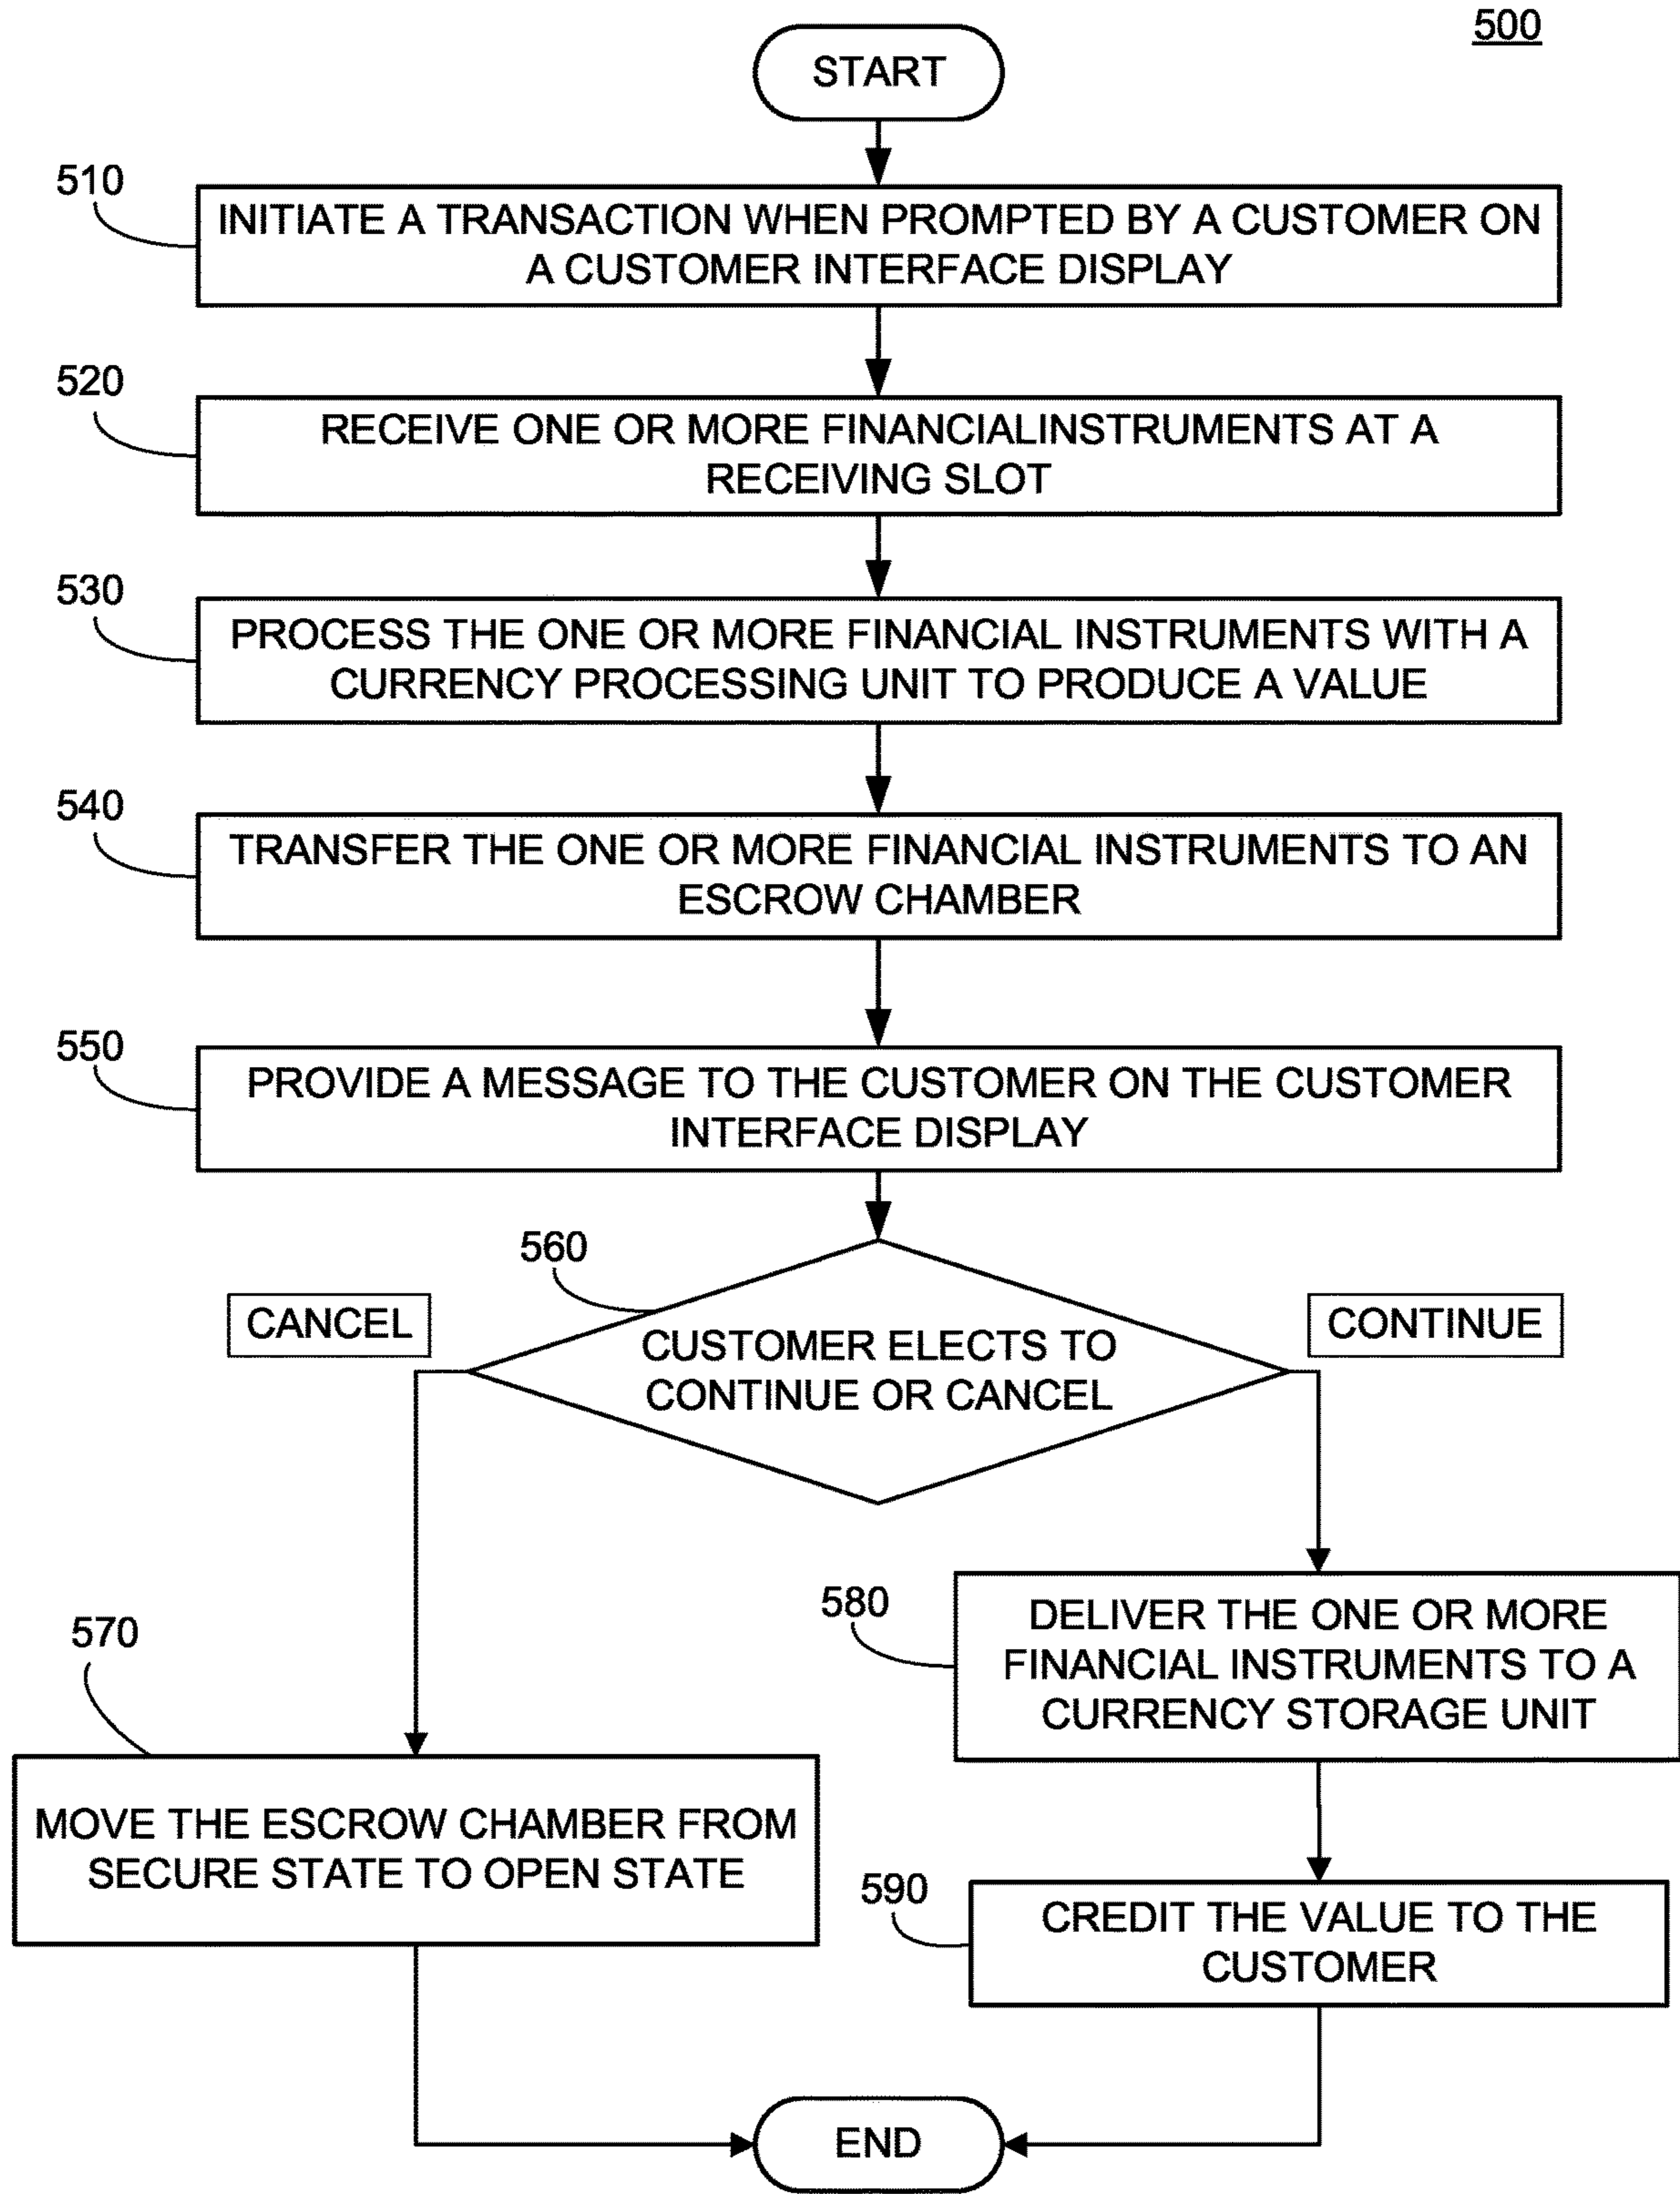 500
START
510
INITIATE A TRANSACTION WHEN PROMPTED BY A CUSTOMER ON
A CUSTOMER INTERFACE DISPLAY
520
RECEIVE ONE OR MORE FINANCIALINSTRUMENTS AT A
RECEIVING SLOT
530
PROCESS THE ONE OR MORE FINANCIAL INSTRUMENTS WITH A
CURRENCY PROCESSING UNIT TO PRODUCE A VALUE
540
TRANSFER THE ONE OR MORE FINANCIAL INSTRUMENTS TO AN
ESCROW CHAMBER
550
PROVIDE A MESSAGE TO THE CUSTOMER ON THE CUSTOMER
INTERFACE DISPLAY
560
CANCEL
CONTINUE
CUSTOMER ELECTS TO
CONTINUE OR CANCEL
570
MOVE THE ESCROW CHAMBER FROM
SECURE STATE TO OPEN STATE
580
DELIVER THE ONE OR MORE
FINANCIAL INSTRUMENTS TO A
CURRENCY STORAGE UNIT
590
CREDIT THE VALUE TO THE
CUSTOMER
END